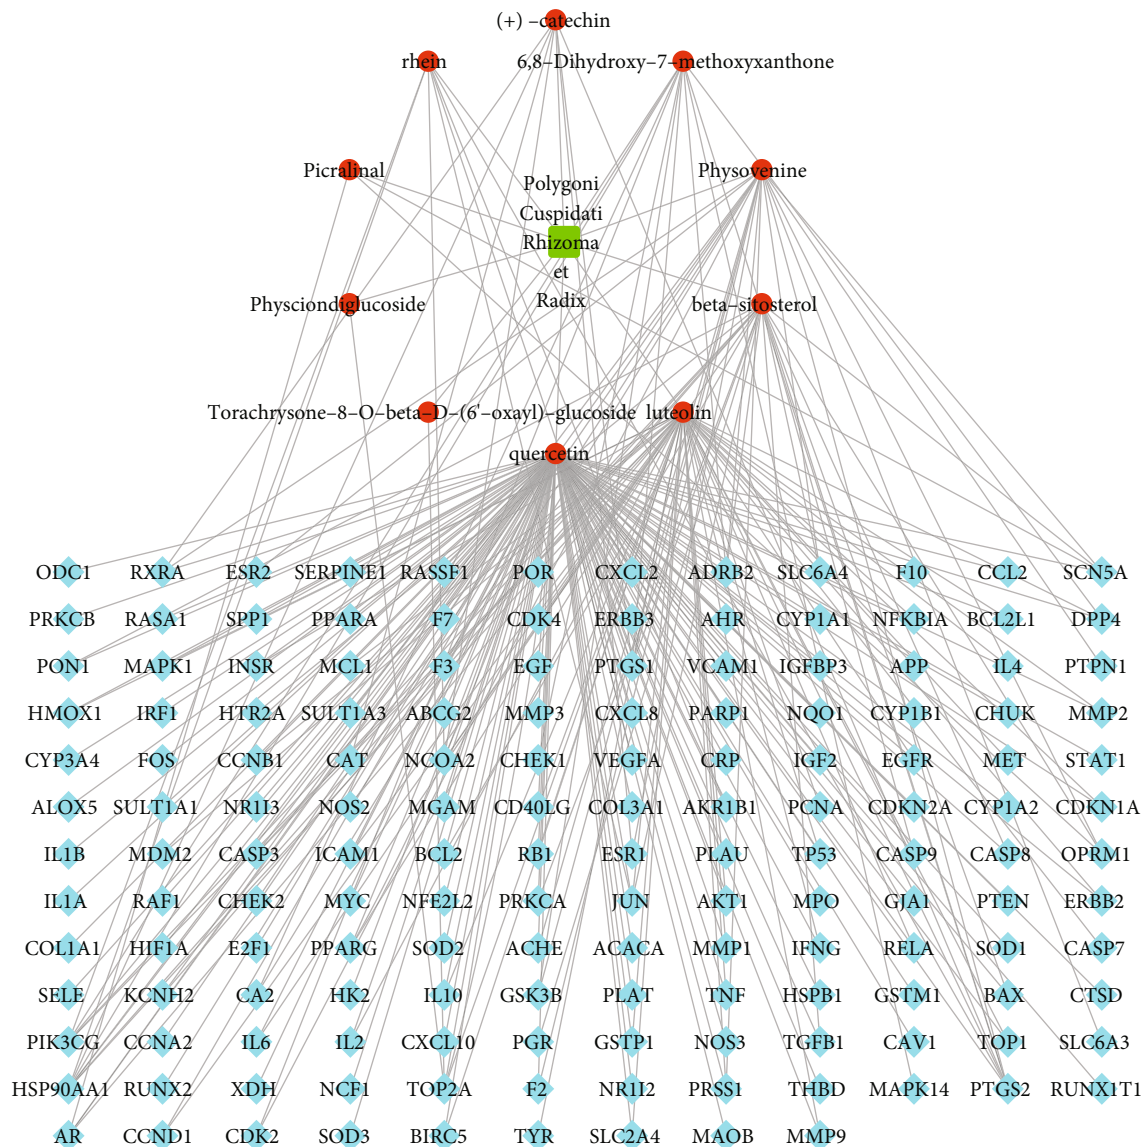 (+) –catechin
rhein
6,8–Dihydroxy–7–methoxyxanthone
Picralinal
Physovenine
Polygoni
Cuspidati
Rhizoma
et
Radix
Physciondiglucoside
beta–sitosterol
Torachrysone–8–O–beta–D–(6'–oxayl)–glucoside
luteolin
quercetin
ODC1 RXRA ESR2 SERPINE1 RASSF1 POR CXCL2 ADRB2 SLC6A4 F10 CCL2 SCN5A
PRKCB RASA1 SPP1 PPARA F7 CDK4 ERBB3 AHR CYP1A1 NFKBIA BCL2L1 DPP4
PON1 MAPK1 INSR MCL1 F3 EGF PTGS1 VCAM1 IGFBP3 APP IL4 PTPN1
HMOX1 IRF1 HTR2A SULT1A3 ABCG2 MMP3 CXCL8 PARP1 NQO1 CYP1B1 CHUK MMP2
CYP3A4 FOS CCNB1 CAT NCOA2 CHEK1 VEGFA CRP IGF2 EGFR MET STAT1
ALOX5 SULT1A1 NR1I3 NOS2 MGAM CD40LG COL3A1 AKR1B1 PCNA CDKN2A CYP1A2 CDKN1A
IL1B MDM2 CASP3 ICAM1 BCL2 RB1 ESR1 PLAU TP53 CASP9 CASP8 OPRM1
IL1A RAF1 CHEK2 MYC NFE2L2 PRKCA JUN AKT1 MPO GJA1 PTEN ERBB2
COL1A1 HIF1A E2F1 PPARG SOD2 ACHE ACACA MMP1 IFNG RELA SOD1 CASP7
SELE KCNH2 CA2 HK2 IL10 GSK3B PLAT TNF HSPB1 GSTM1 BAX CTSD
PIK3CG CCNA2 IL6 IL2 CXCL10 PGR GSTP1 NOS3 TGFB1 CAV1 TOP1 SLC6A3
HSP90AA1 RUNX2 XDH NCF1 TOP2A F2 NR1I2 PRSS1 THBD MAPK14 PTGS2 RUNX1T1
AR CCND1 CDK2 SOD3 BIRC5 TYR SLC2A4 MAOB MMP9